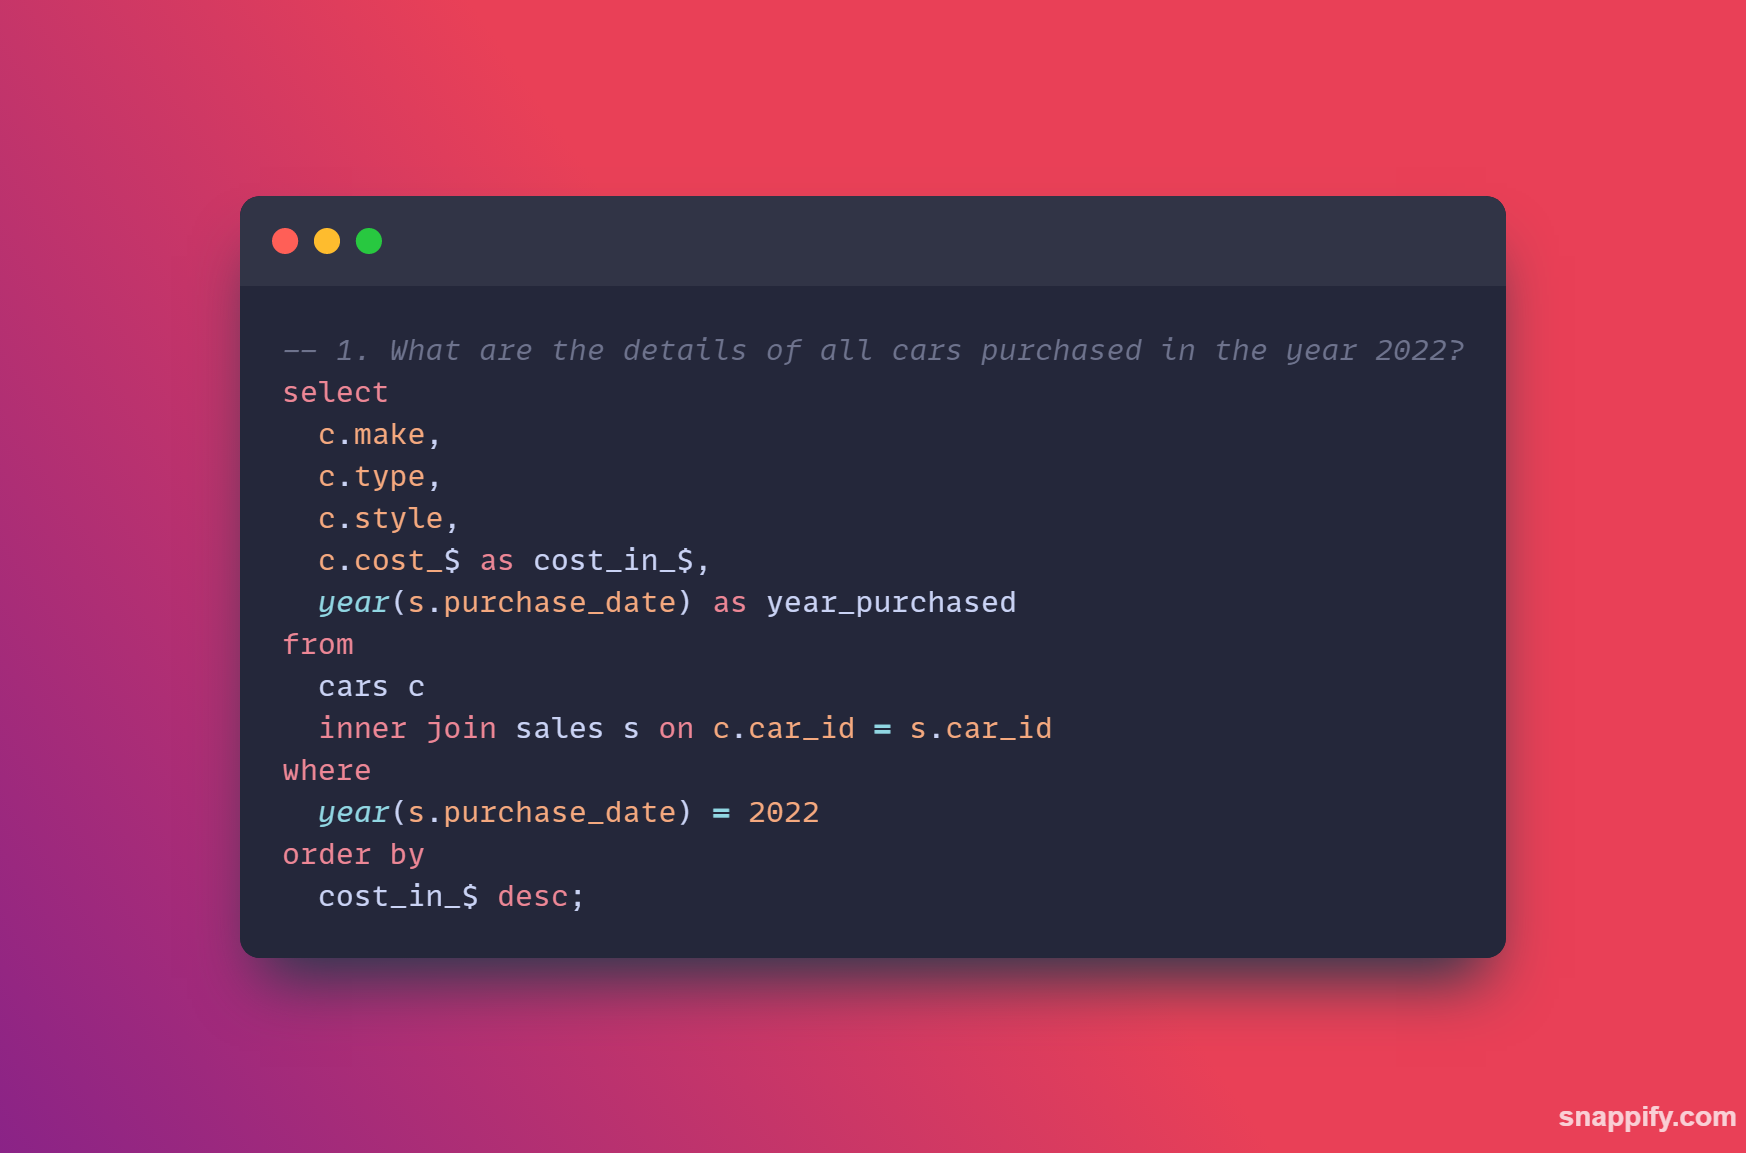 -- 1. What are the details of all cars purchased in the year 2022?
select
  c.make,
  c.type,
  c.style,
  c.cost_$ as cost_in_$,
  year(s.purchase_date) as year_purchased
from
  cars c
  inner join sales s on c.car_id = s.car_id
where
  year(s.purchase_date) = 2022
order by
  cost_in_$ desc;
snappify.com